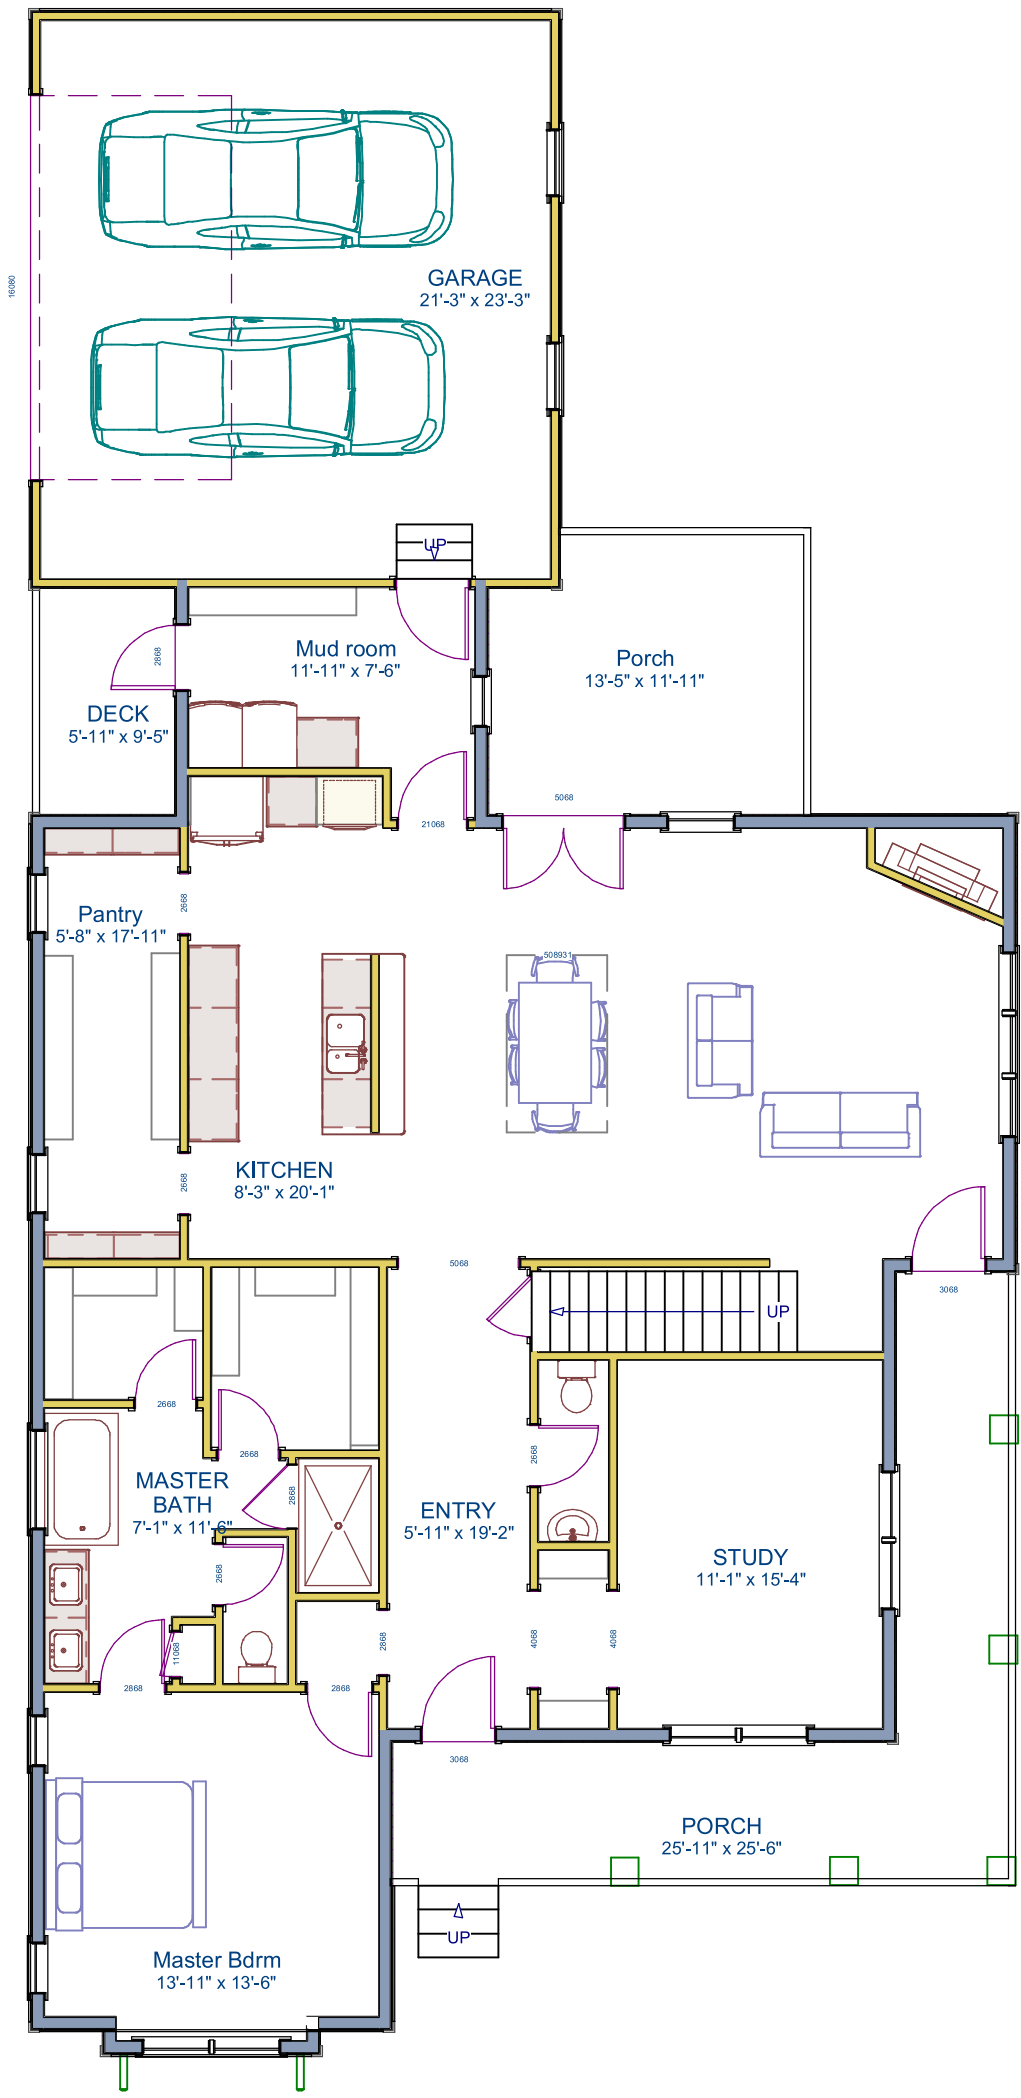 16080
GARAGE
21'-3" x 23'-3"
UP
2868
Mud room
11'-11" x 7'-6"
Porch
13'-5" x 11'-11"
DECK
5'-11" x 9'-5"
5068
21068
2668
Pantry
5'-8" x 17'-11"
508931
2668
KITCHEN
8'-3" x 20'-1"
5068
3068
UP
2668
2668
2668
MASTER
BATH
7'-1" x 11'-6"
2868
ENTRY
5'-11" x 19'-2"
STUDY
11'-1" x 15'-4"
2668
11068
2868
4068
4068
2868
2868
3068
PORCH
25'-11" x 25'-6"
UP
Master Bdrm
13'-11" x 13'-6"